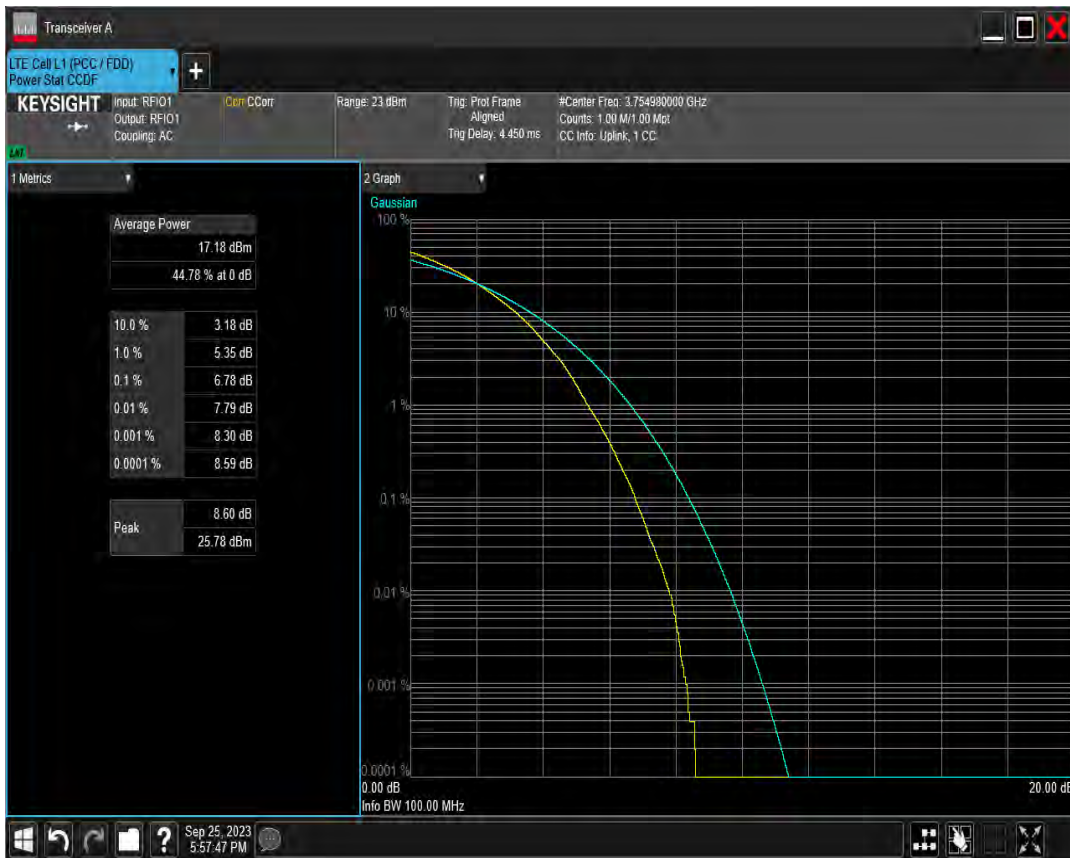 Transceiver A
LTE Cell L1 (PCC / FDD)
Power Stat CCDF
+
KEYSIGHT
Input: RFIO1
Output: RFIO1
Coupling: AC
Corr CCorr
Range: 23 dBm
Trig: Prot Frame
Aligned
Trig Delay: 4.450 ms
#Center Freq: 3.754980000 GHz
Counts: 1.00 M/1.00 Mpt
CC Info: Uplink, 1 CC
1 Metrics
Average Power
17.18 dBm
44.78 % at 0 dB
10.0 % 3.18 dB
1.0 % 5.35 dB
0.1 % 6.78 dB
0.01 % 7.79 dB
0.001 % 8.30 dB
0.0001 % 8.59 dB
Peak
8.60 dB
25.78 dBm
2 Graph
Gaussian
100 %
10 %
1 %
0.1 %
0.01 %
0.001 %
0.0001 %
0.00 dB
20.00 dB
Info BW 100.00 MHz
?
Sep 25, 2023
5:57:47 PM